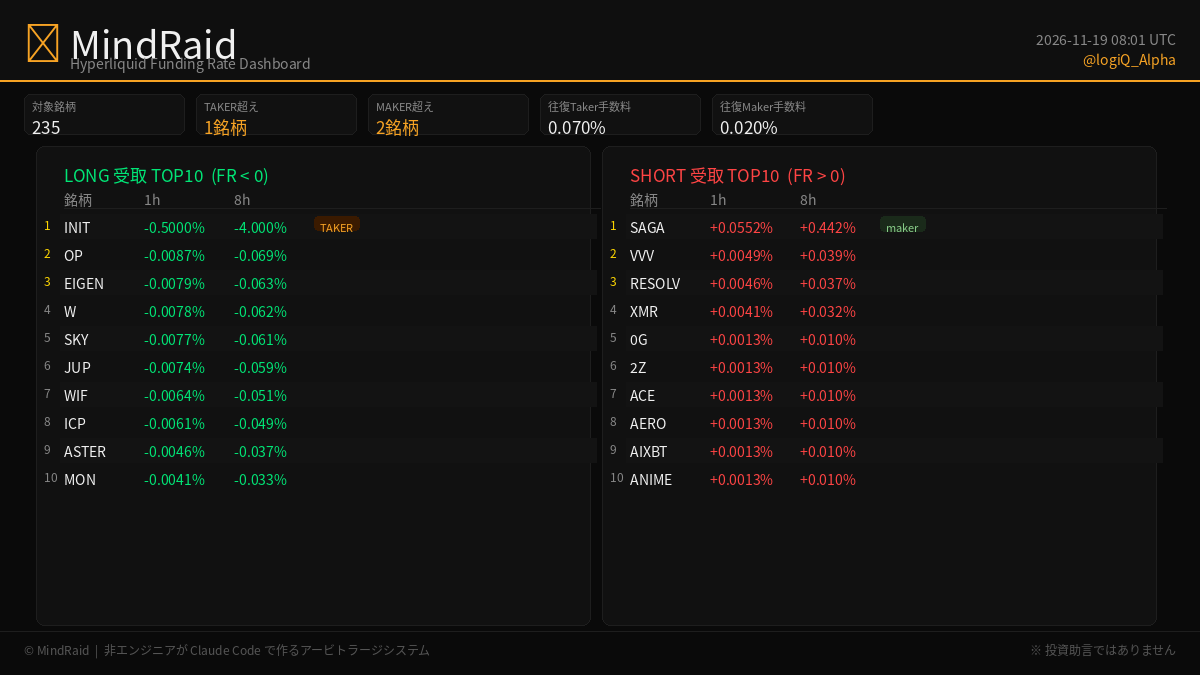 MindRaid
Hyperliquid Funding Rate Dashboard
2026-11-19 08:01 UTC
@logiQ_Alpha
対象銘柄
235
TAKER超え
1銘柄
MAKER超え
2銘柄
往復Taker手数料
0.070%
往復Maker手数料
0.020%
LONG 受取 TOP10 (FR < 0)
銘柄 1h 8h
1 INIT -0.5000% -4.000% TAKER
2 OP -0.0087% -0.069%
3 EIGEN -0.0079% -0.063%
4 W -0.0078% -0.062%
5 SKY -0.0077% -0.061%
6 JUP -0.0074% -0.059%
7 WIF -0.0064% -0.051%
8 ICP -0.0061% -0.049%
9 ASTER -0.0046% -0.037%
10 MON -0.0041% -0.033%
SHORT 受取 TOP10 (FR > 0)
銘柄 1h 8h
1 SAGA +0.0552% +0.442% maker
2 VVV +0.0049% +0.039%
3 RESOLV +0.0046% +0.037%
4 XMR +0.0041% +0.032%
5 0G +0.0013% +0.010%
6 2Z +0.0013% +0.010%
7 ACE +0.0013% +0.010%
8 AERO +0.0013% +0.010%
9 AIXBT +0.0013% +0.010%
10 ANIME +0.0013% +0.010%
© MindRaid | 非エンジニアが Claude Code で作るアービトラージシステム
※ 投資助言ではありません